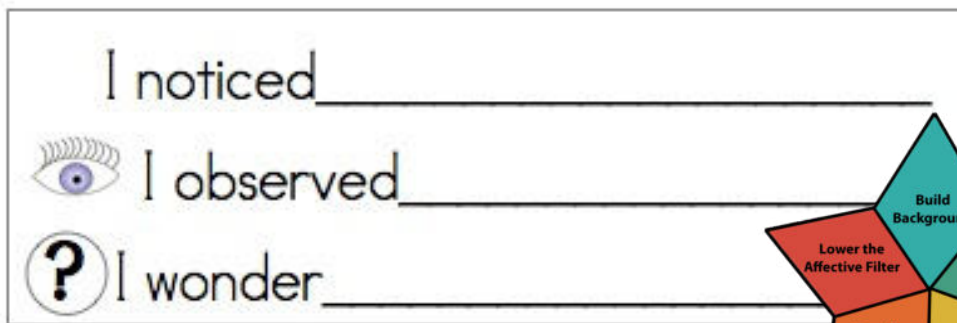 I noticed
I observed
? I wonder
Build
Lower the
Affective Filter